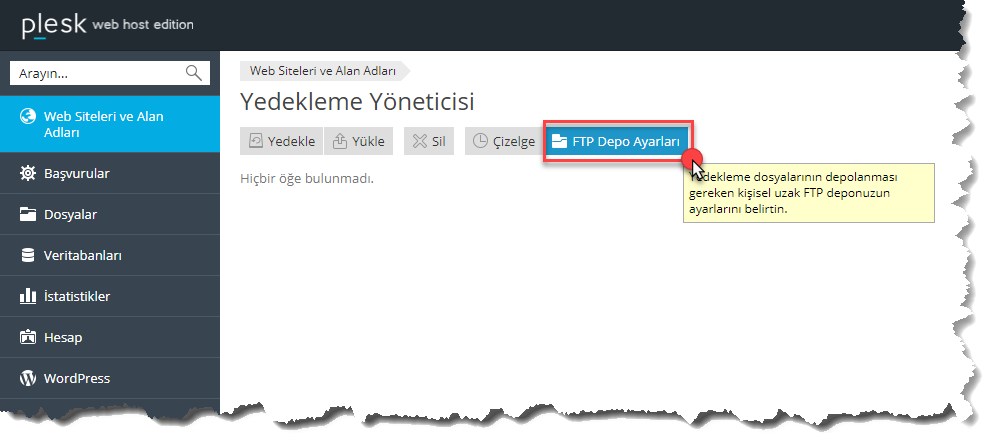 plesk web host edition
Arayın...
Web Siteleri ve Alan
Adları
Başvurular
Dosyalar
Veritabanları
İstatistikler
Hesap
WordPress
Web Siteleri ve Alan Adları
Yedekleme Yöneticisi
Yedekle Yükle Sil Çizelge FTP Depo Ayarları
Hiçbir öğe bulunmadı.
Yedekleme dosyalarının depolanması
gereken kişisel uzak FTP deponuzun
ayarlarını belirtin.